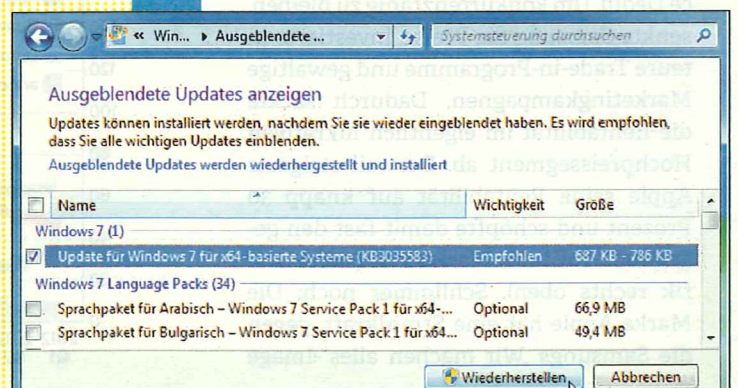 « Win... ▸ Ausgeblendete ...
Systemsteuerung durchsuchen
Ausgeblendete Updates anzeigen
Updates können installiert werden, nachdem Sie sie wieder eingeblendet haben. Es wird empfohlen,
dass Sie alle wichtigen Updates einblenden.
Ausgeblendete Updates werden wiederhergestellt und installiert
Name Wichtigkeit Größe
Windows 7 (1)
Update für Windows 7 für x64-basierte Systeme (KB3035583) Empfohlen 687 KB - 786 KB
Windows 7 Language Packs (34)
Sprachpaket für Arabisch – Windows 7 Service Pack 1 für x64-... Optional 66,9 MB
Sprachpaket für Bulgarisch – Windows 7 Service Pack 1 für x64... Optional 49,4 MB
Wiederherstellen Abbrechen